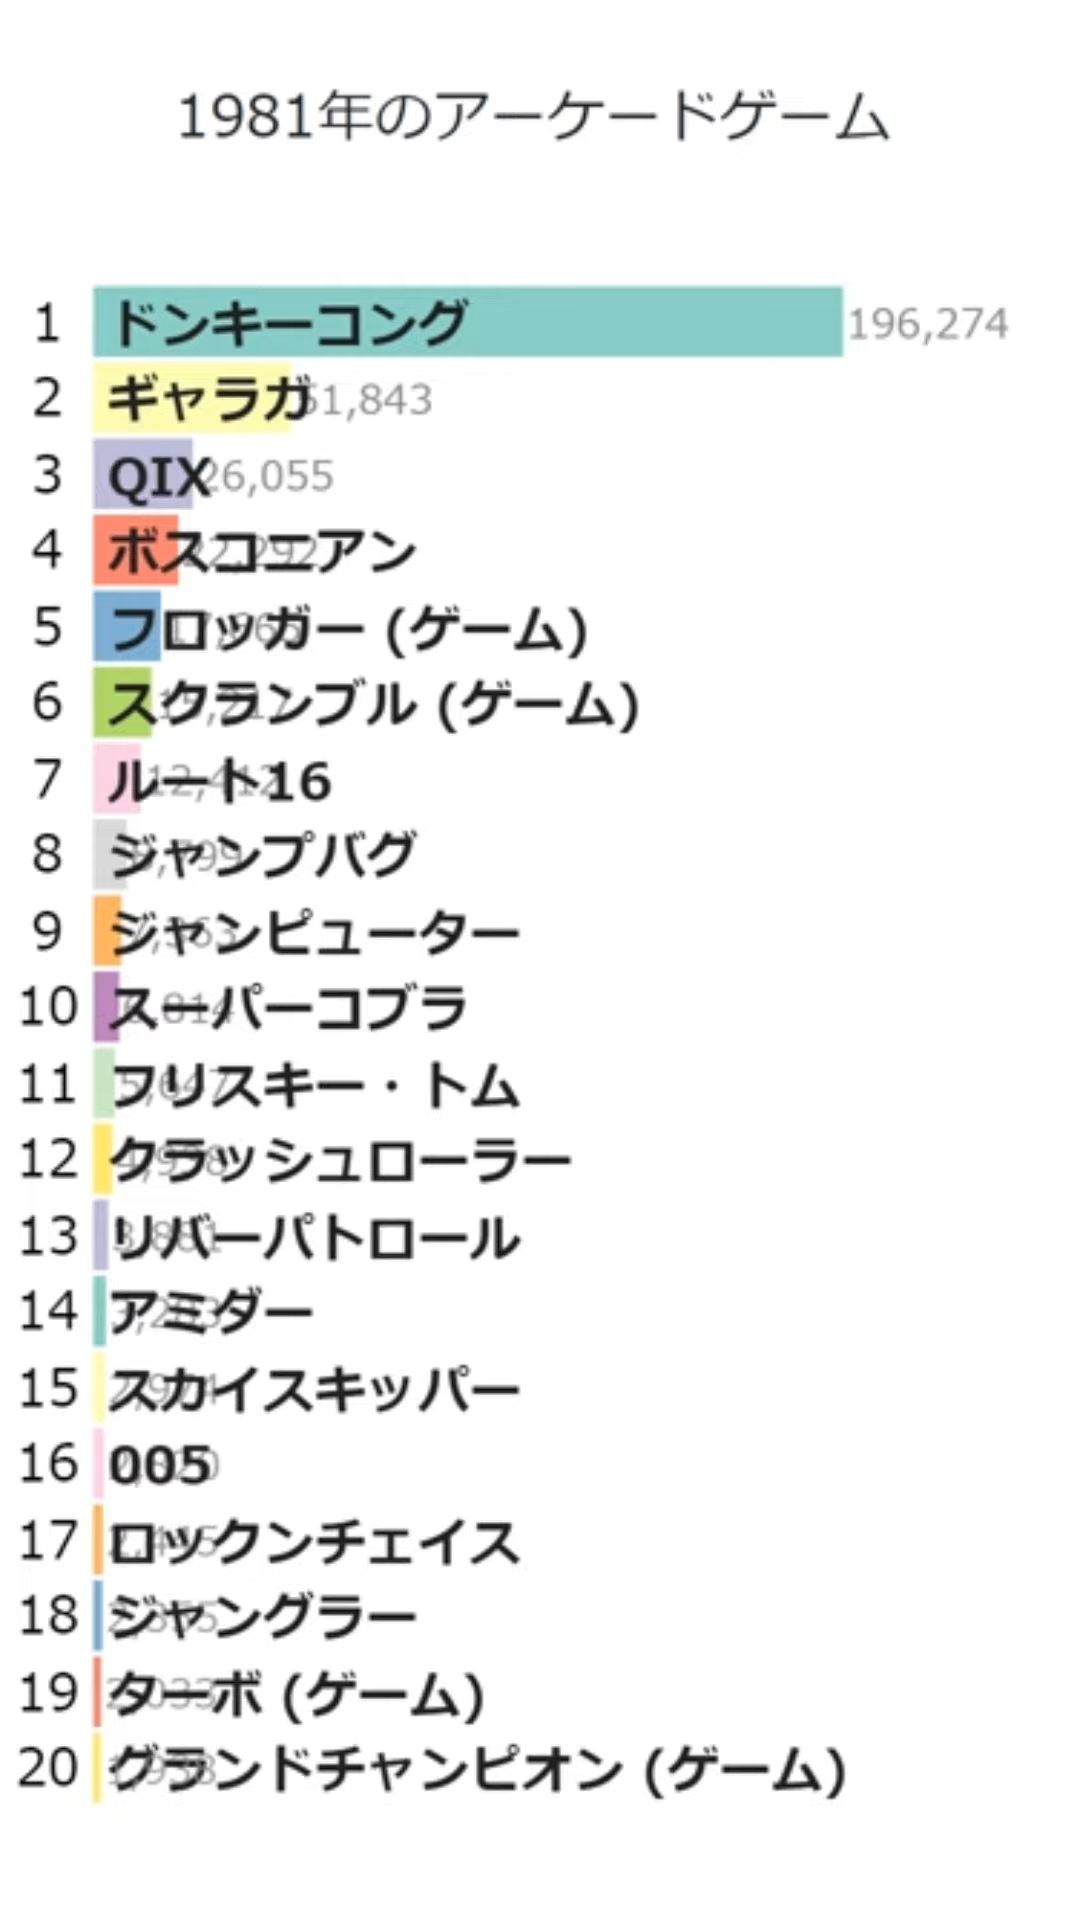 1981年のアーケードゲーム
1 ドンキーコング 196,274
2 ギャラガ 51,843
3 QIX 26,055
4 ボスコニアン 22,292
5 フロッガー (ゲーム)
6 スクランブル (ゲーム)
7 ルート16 12,412
8 ジャンプバグ
9 ジャンピューター
10 スーパーコブラ
11 フリスキー・トム
12 クラッシュローラー
13 リバーパトロール
14 アミダー
15 スカイスキッパー
16 005
17 ロックンチェイス
18 ジャングラー
19 ターボ (ゲーム)
20 グランドチャンピオン (ゲーム)